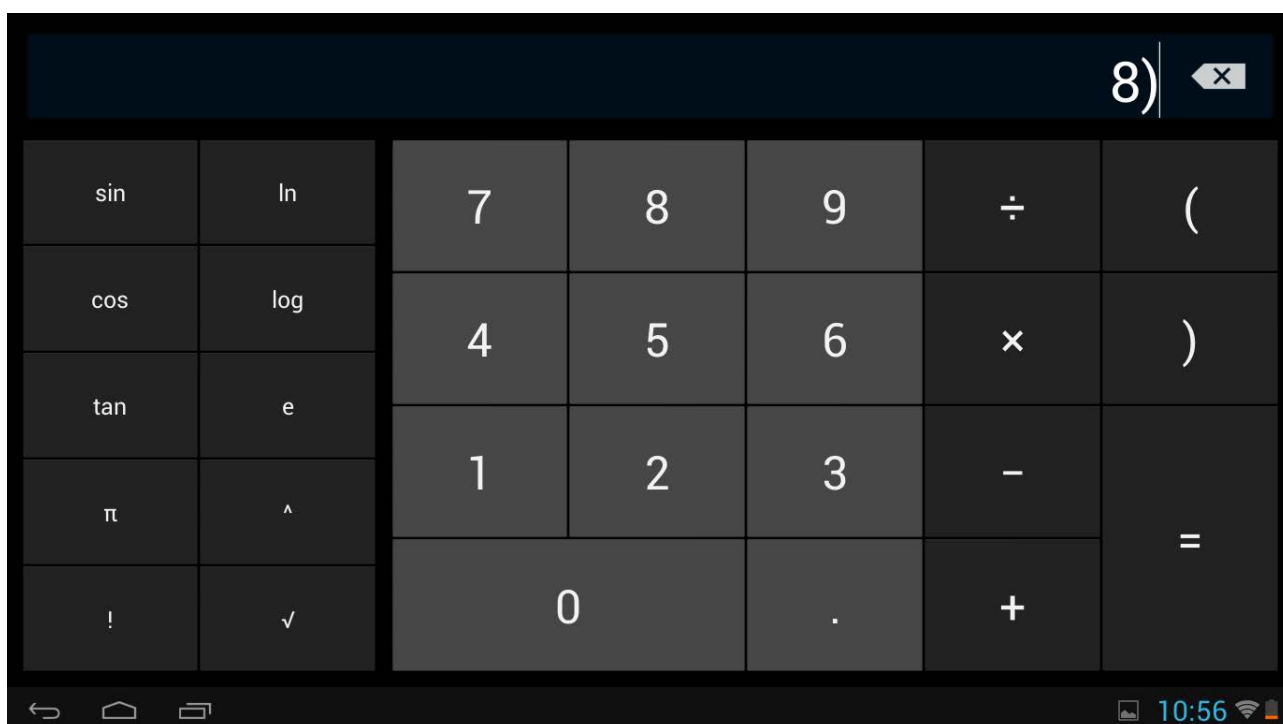 8)
sin ln 7 8 9 ÷ (
cos log 4 5 6 × )
tan e 1 2 3 −
π ^ =
! √ 0 . +
10:56